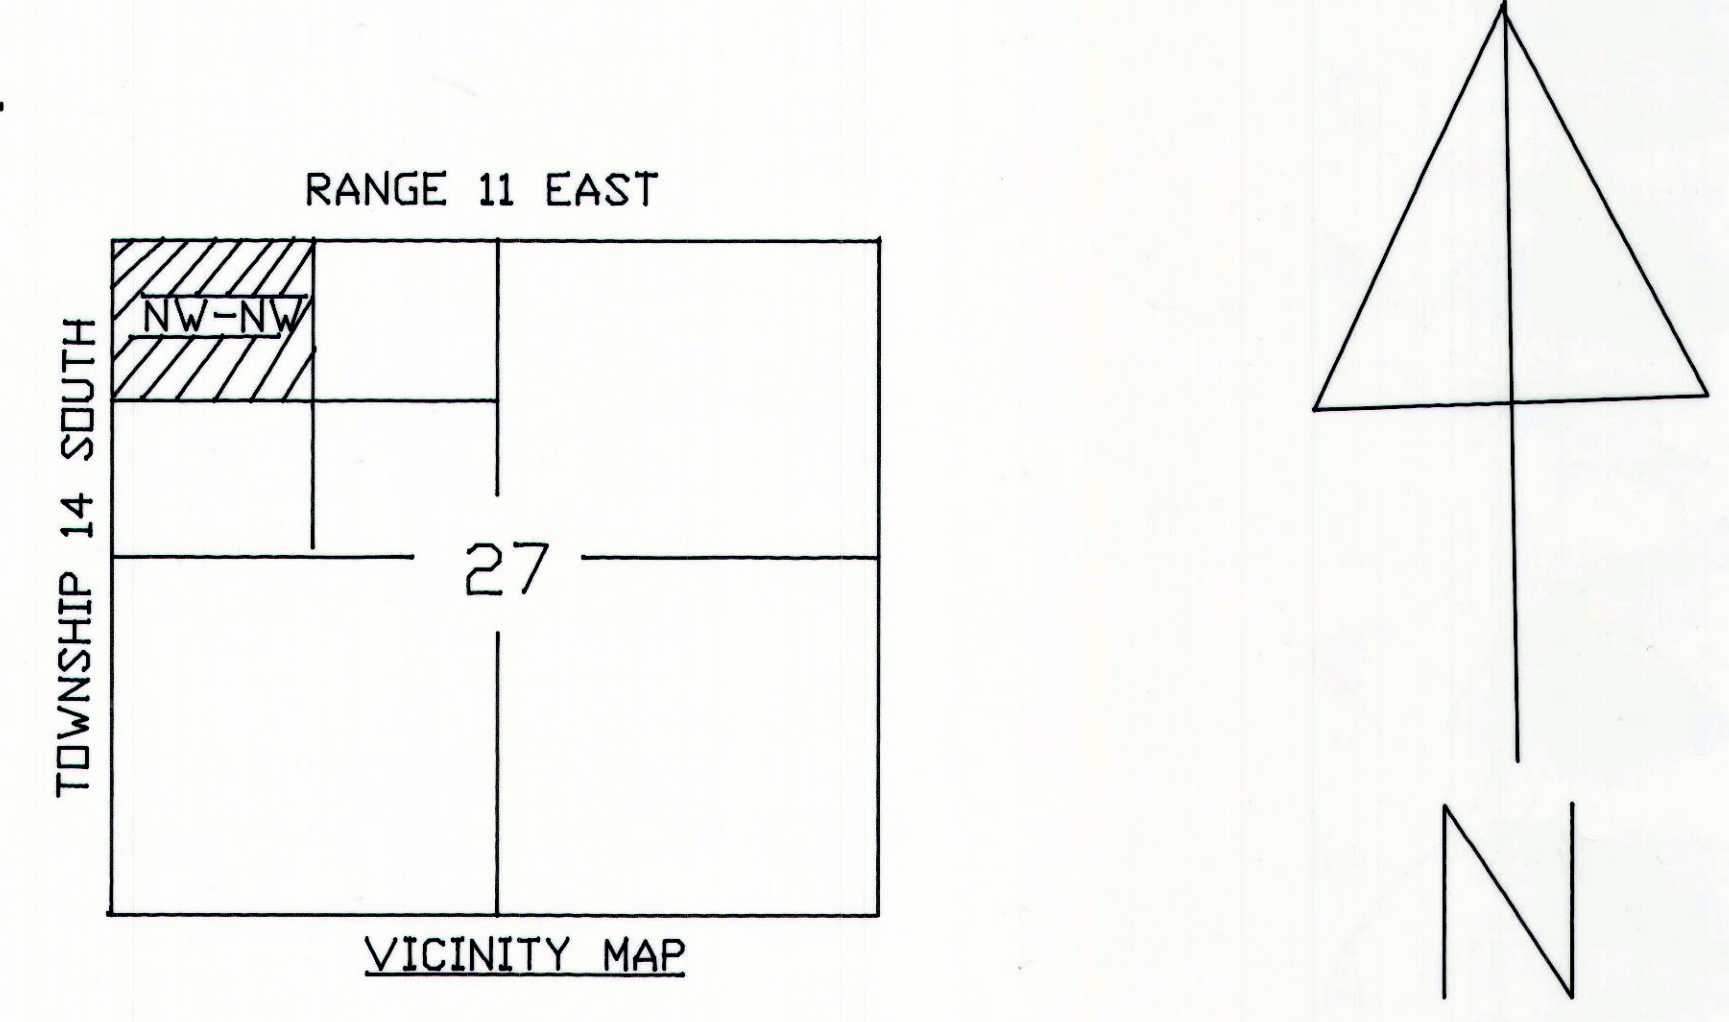 RANGE 11 EAST
NW-NW
TOWNSHIP 14 SOUTH
27
VICINITY MAP
N